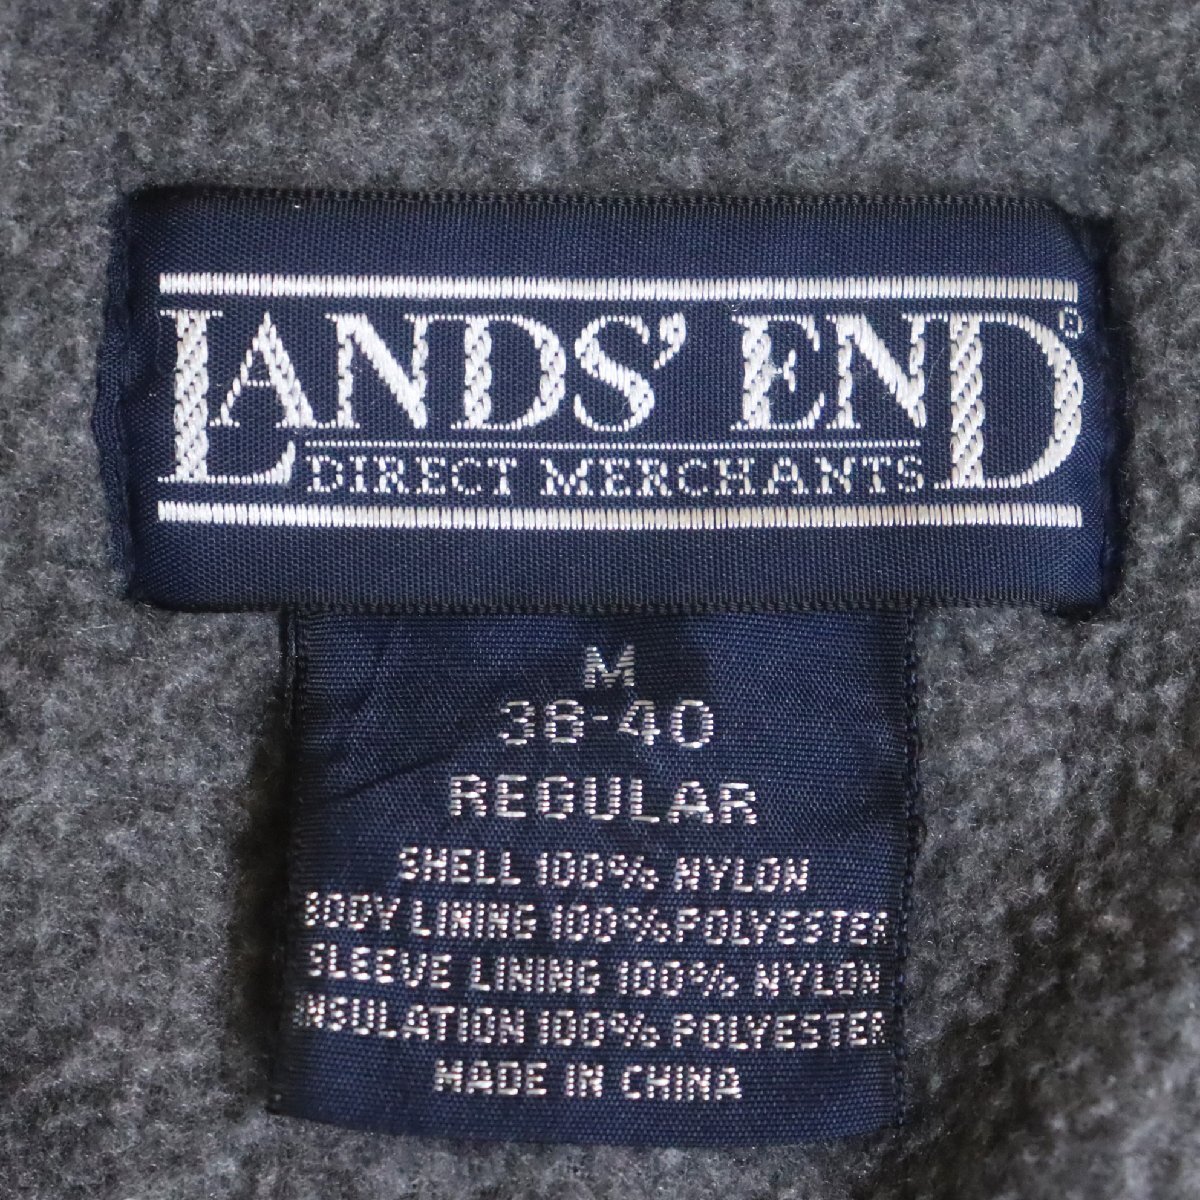 LANDS' END®
DIRECT MERCHANTS
M
38-40
REGULAR
SHELL 100% NYLON
BODY LINING 100% POLYESTER
SLEEVE LINING 100% NYLON
INSULATION 100% POLYESTER
MADE IN CHINA